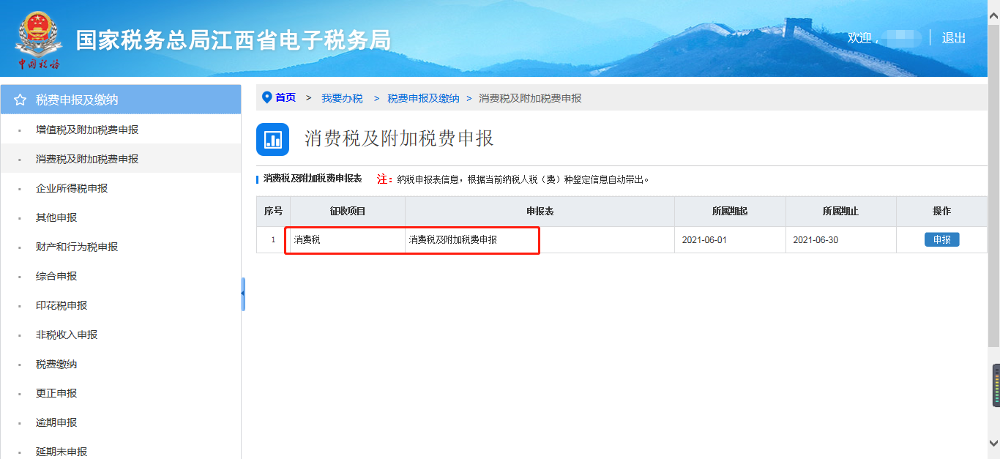 国家税务总局江西省电子税务局
中国税务
欢迎， 退出
税费申报及缴纳
增值税及附加税费申报
消费税及附加税费申报
企业所得税申报
其他申报
财产和行为税申报
综合申报
印花税申报
非税收入申报
税费缴纳
更正申报
逾期申报
延期未申报
首页 > 我要办税 > 税费申报及缴纳 > 消费税及附加税费申报
消费税及附加税费申报
消费税及附加税费申报表 注：纳税申报表信息，根据当前纳税人税（费）种鉴定信息自动带出。
序号 征收项目 申报表 所属期起 所属期止 操作
1 消费税 消费税及附加税费申报 2021-06-01 2021-06-30 申报